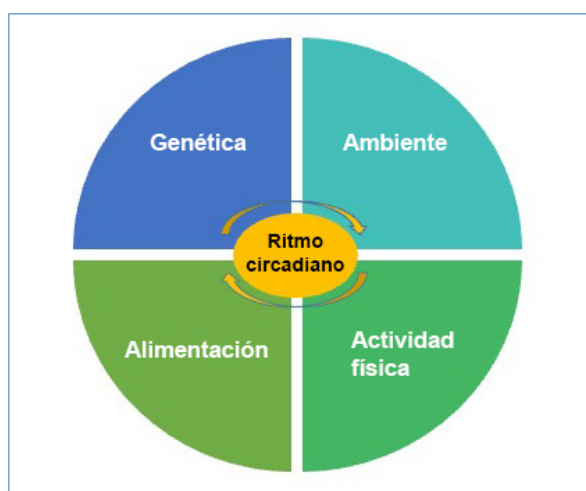 Genética
Ambiente
Ritmo
circadiano
Alimentación
Actividad
física